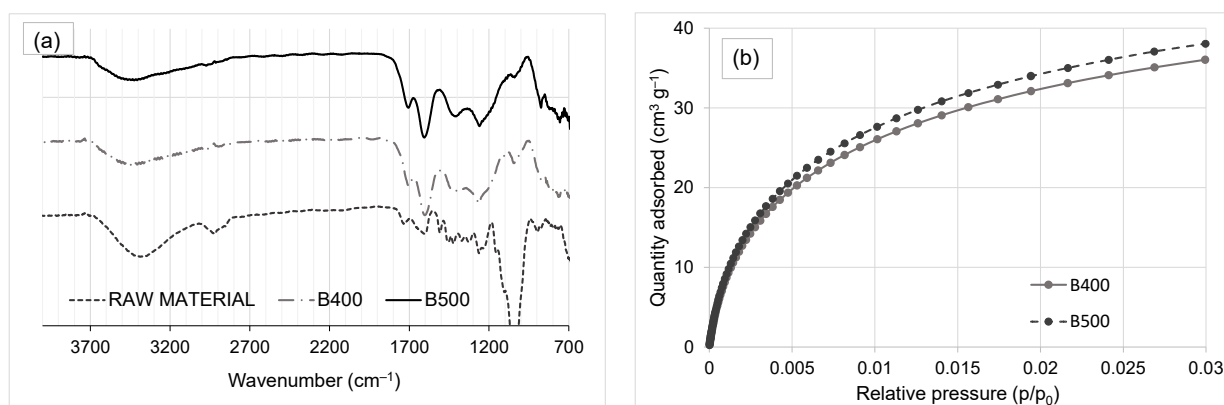 (a)
RAW MATERIAL B400 B500
3700 3200 2700 2200 1700 1200 700
Wavenumber (cm⁻¹)
(b)
Quantity adsorbed (cm³ g⁻¹)
40
30
20
10
0
B400
B500
0 0.005 0.01 0.015 0.02 0.025 0.03
Relative pressure (p/p₀)